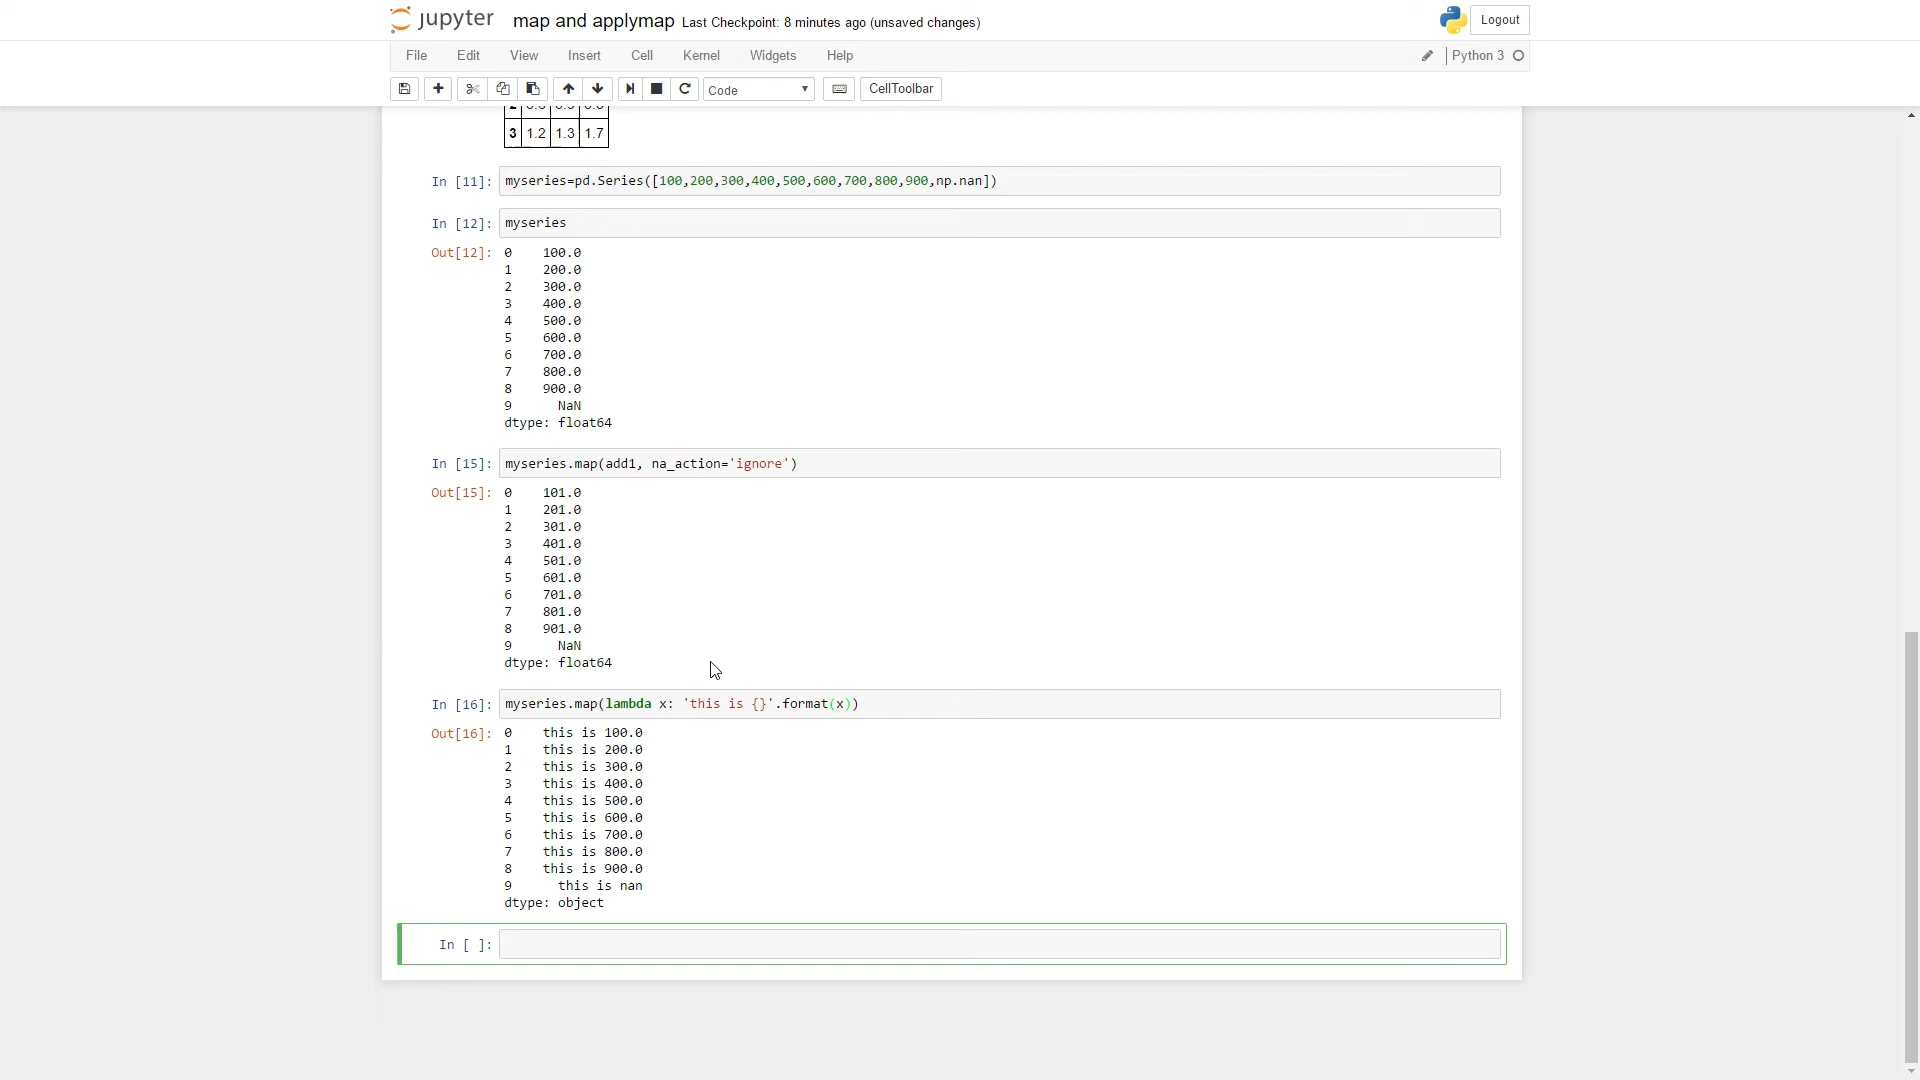 jupyter map and applymap Last Checkpoint: 8 minutes ago (unsaved changes) Logout
File Edit View Insert Cell Kernel Widgets Help Python 3
Code CellToolbar
3 1.2 1.3 1.7
In [11]: myseries=pd.Series([100,200,300,400,500,600,700,800,900,np.nan])
In [12]: myseries
Out[12]: 0 100.0
1 200.0
2 300.0
3 400.0
4 500.0
5 600.0
6 700.0
7 800.0
8 900.0
9 NaN
dtype: float64
In [15]: myseries.map(add1, na_action='ignore')
Out[15]: 0 101.0
1 201.0
2 301.0
3 401.0
4 501.0
5 601.0
6 701.0
7 801.0
8 901.0
9 NaN
dtype: float64
In [16]: myseries.map(lambda x: 'this is {}'.format(x))
Out[16]: 0 this is 100.0
1 this is 200.0
2 this is 300.0
3 this is 400.0
4 this is 500.0
5 this is 600.0
6 this is 700.0
7 this is 800.0
8 this is 900.0
9 this is nan
dtype: object
In [ ]: